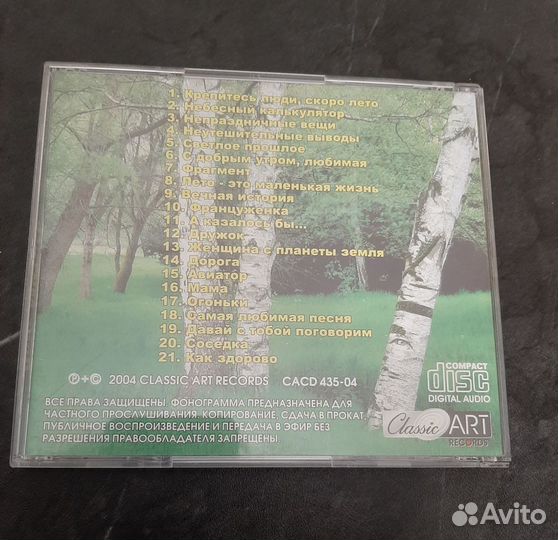 1. Крепитесь люди, скоро лето
2. Небесный калькулятор
3. Непраздничные вещи
4. Неутешительные выводы
5. Светлое прошлое
6. С добрым утром, любимая
7. Фрагмент
8. Лето - это маленькая жизнь
9. Вечная история
10. Француженка
11. А казалось бы...
12. Дружок
13. Женщина с планеты земля
14. Дорога
15. Авиатор
16. Мама
17. Огоньки
18. Самая любимая песня
19. Давай с тобой поговорим
20. Соседка
21. Как здорово
℗+© 2004 CLASSIC ART RECORDS CACD 435-04
ВСЕ ПРАВА ЗАЩИЩЕНЫ. ФОНОГРАММА ПРЕДНАЗНАЧЕНА ДЛЯ
ЧАСТНОГО ПРОСЛУШИВАНИЯ. КОПИРОВАНИЕ, СДАЧА В ПРОКАТ,
ПУБЛИЧНОЕ ВОСПРОИЗВЕДЕНИЕ И ПЕРЕДАЧА В ЭФИР БЕЗ
РАЗРЕШЕНИЯ ПРАВООБЛАДАТЕЛЯ ЗАПРЕЩЕНЫ.
COMPACT
disc
DIGITAL AUDIO
Classic ART
RECORDS
Avito